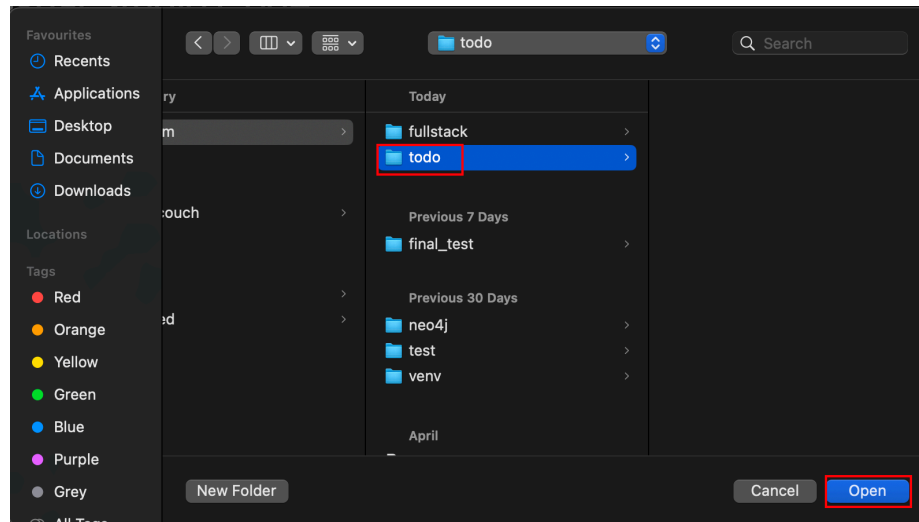 Favourites
Recents
Applications
Desktop
Documents
Downloads
Locations
Tags
Red
Orange
Yellow
Green
Blue
Purple
Grey
todo
Search
ry
m
couch
ed
Today
fullstack
todo
Previous 7 Days
final_test
Previous 30 Days
neo4j
test
venv
April
New Folder
Cancel
Open